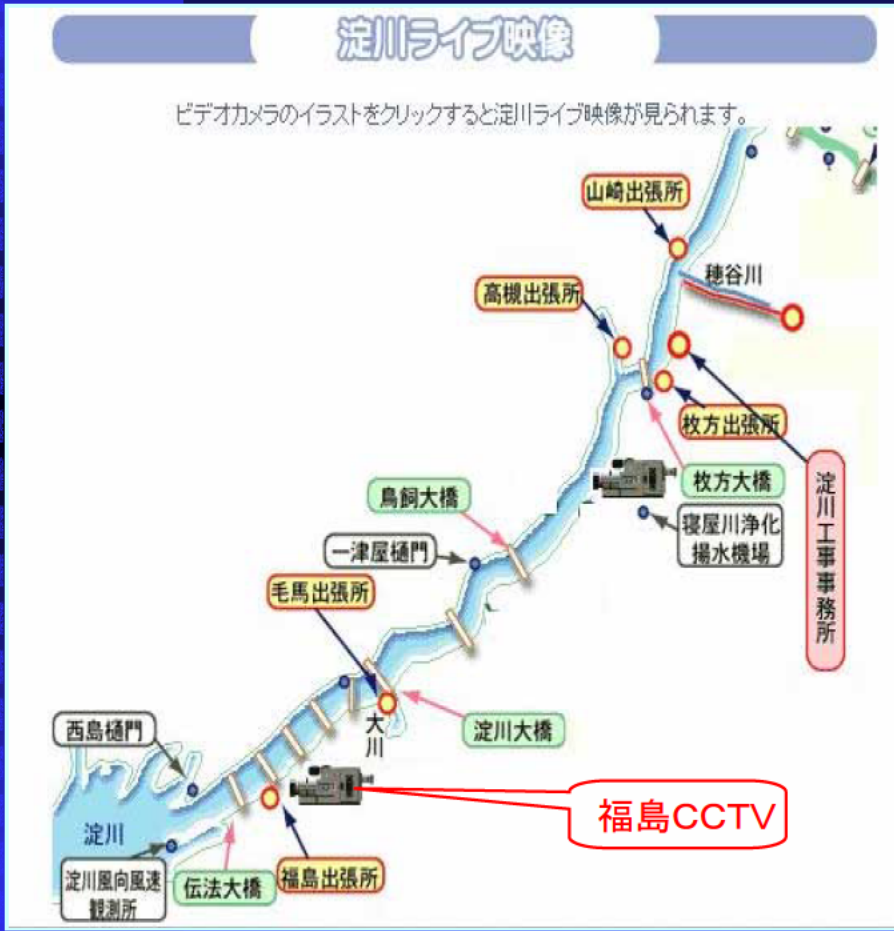 淀川ライブ映像
ビデオカメラのイラストをクリックすると淀川ライブ映像が見られます。
山崎出張所
穂谷川
高槻出張所
枚方出張所
枚方大橋
鳥飼大橋
淀川工事事務所
寝屋川浄化
揚水機場
一津屋樋門
毛馬出張所
大川
淀川大橋
西島樋門
福島CCTV
淀川
淀川風向風速
観測所
伝法大橋
福島出張所